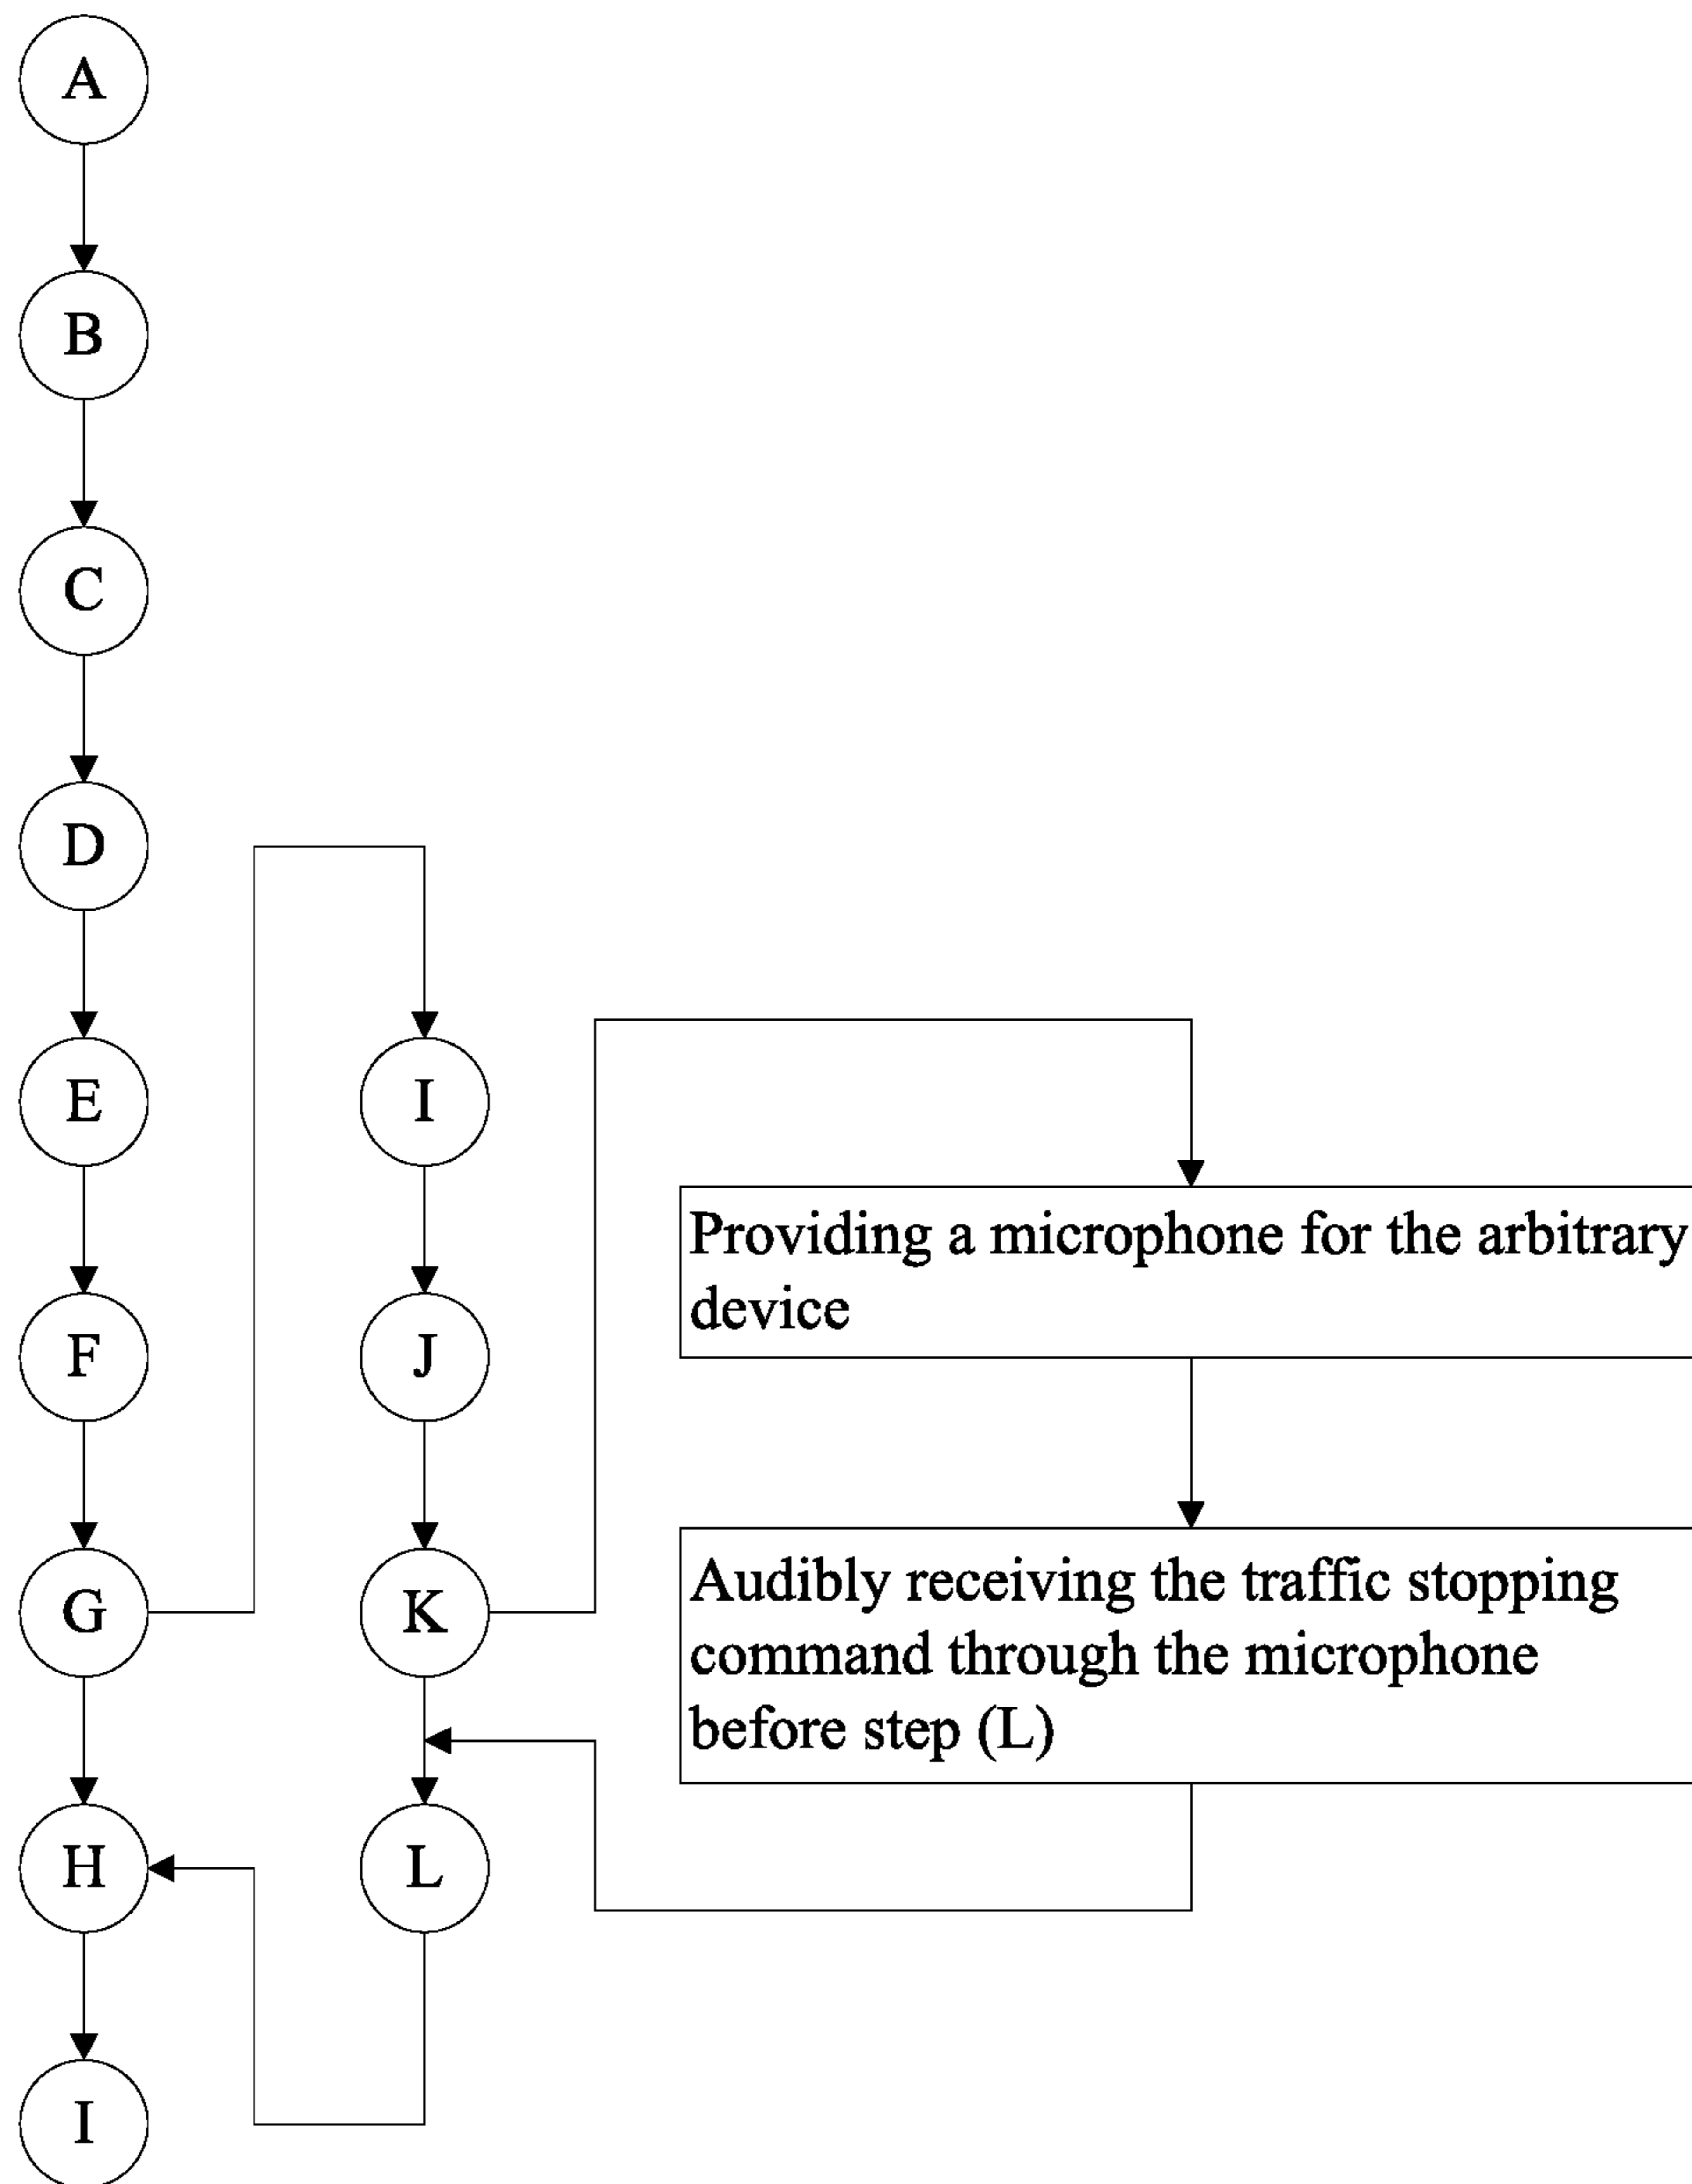 A
B
C
D
E
F
G
H
I
I
J
K
L
Providing a microphone for the arbitrary
device
Audibly receiving the traffic stopping
command through the microphone
before step (L)